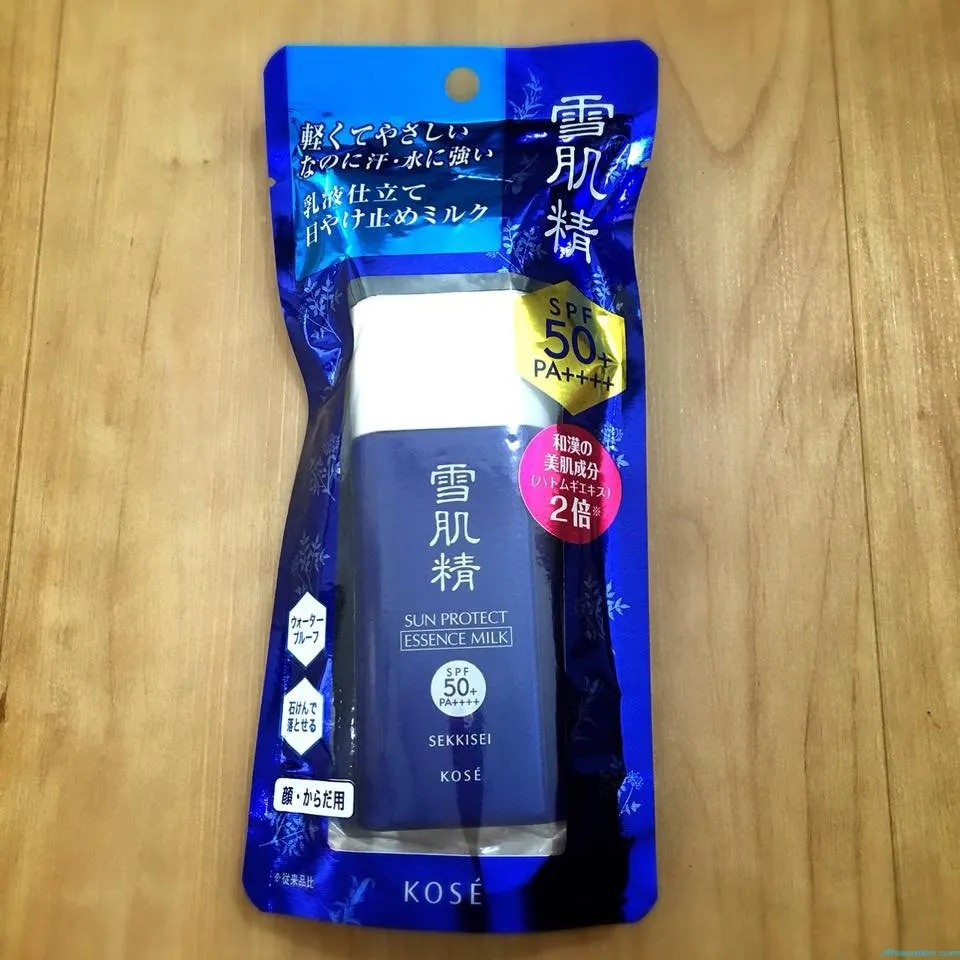 軽くてやさしい
なのに汗・水に強い
乳液仕立て
日やけ止めミルク
雪肌精
SPF
50+
PA++++
和漢の
美肌成分
(ハトムギエキス)
2倍※
雪肌精
SUN PROTECT
ESSENCE MILK
SPF
50+
PA++++
SEKKISEI
KOSÉ
ウォーター
プルーフ
石けんで
落とせる
顔・からだ用
※従来品比
KOSÉ